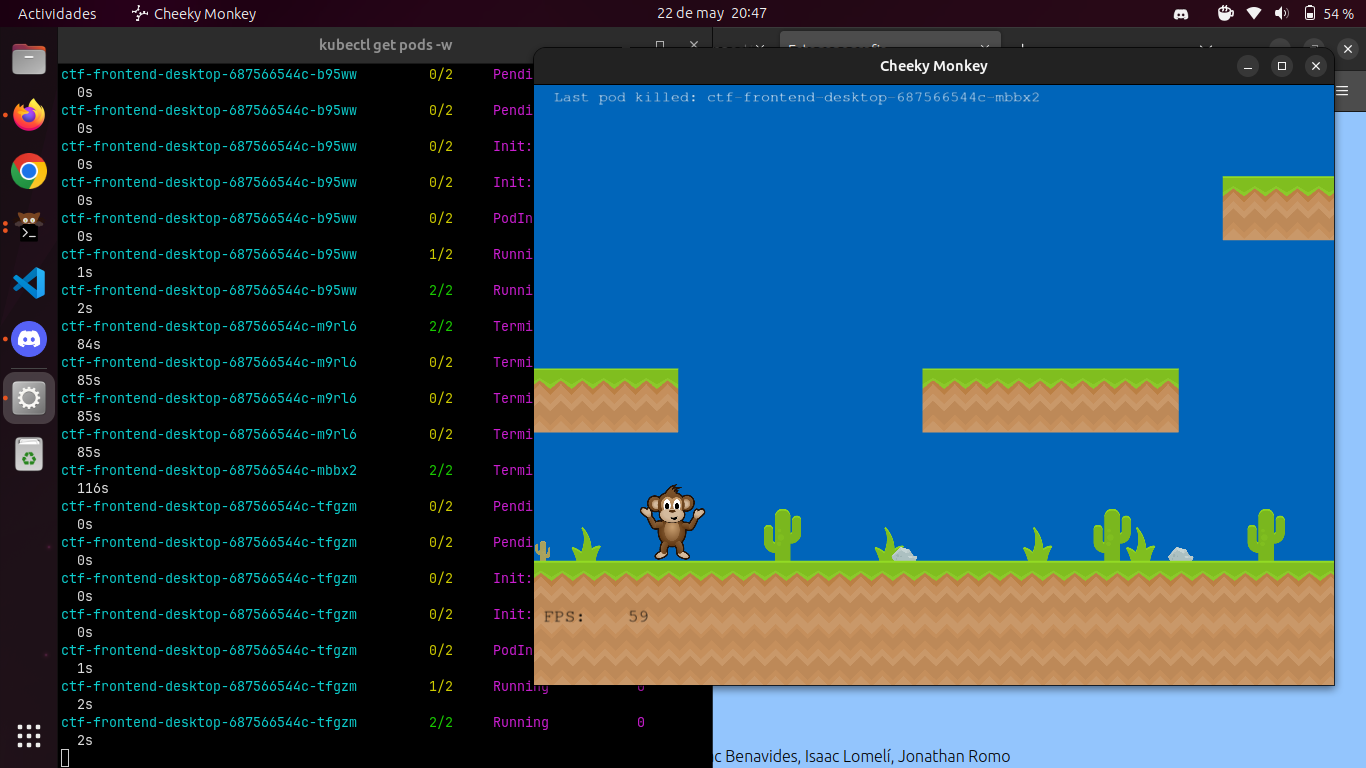 Actividades Cheeky Monkey 22 de may 20:47 54 %
kubectl get pods -w
ctf-frontend-desktop-687566544c-b95ww 0/2 Pendi
0s
ctf-frontend-desktop-687566544c-b95ww 0/2 Pendi
0s
ctf-frontend-desktop-687566544c-b95ww 0/2 Init:
0s
ctf-frontend-desktop-687566544c-b95ww 0/2 Init:
0s
ctf-frontend-desktop-687566544c-b95ww 0/2 PodIn
0s
ctf-frontend-desktop-687566544c-b95ww 1/2 Runni
1s
ctf-frontend-desktop-687566544c-b95ww 2/2 Runni
2s
ctf-frontend-desktop-687566544c-m9rl6 2/2 Termi
84s
ctf-frontend-desktop-687566544c-m9rl6 0/2 Termi
85s
ctf-frontend-desktop-687566544c-m9rl6 0/2 Termi
85s
ctf-frontend-desktop-687566544c-m9rl6 0/2 Termi
85s
ctf-frontend-desktop-687566544c-mbbx2 2/2 Termi
116s
ctf-frontend-desktop-687566544c-tfgzm 0/2 Pendi
0s
ctf-frontend-desktop-687566544c-tfgzm 0/2 Pendi
0s
ctf-frontend-desktop-687566544c-tfgzm 0/2 Init:
0s
ctf-frontend-desktop-687566544c-tfgzm 0/2 Init:
0s
ctf-frontend-desktop-687566544c-tfgzm 0/2 PodIn
1s
ctf-frontend-desktop-687566544c-tfgzm 1/2 Running 0
2s
ctf-frontend-desktop-687566544c-tfgzm 2/2 Running 0
2s
Cheeky Monkey
Last pod killed: ctf-frontend-desktop-687566544c-mbbx2
FPS: 59
c Benavides, Isaac Lomelí, Jonathan Romo